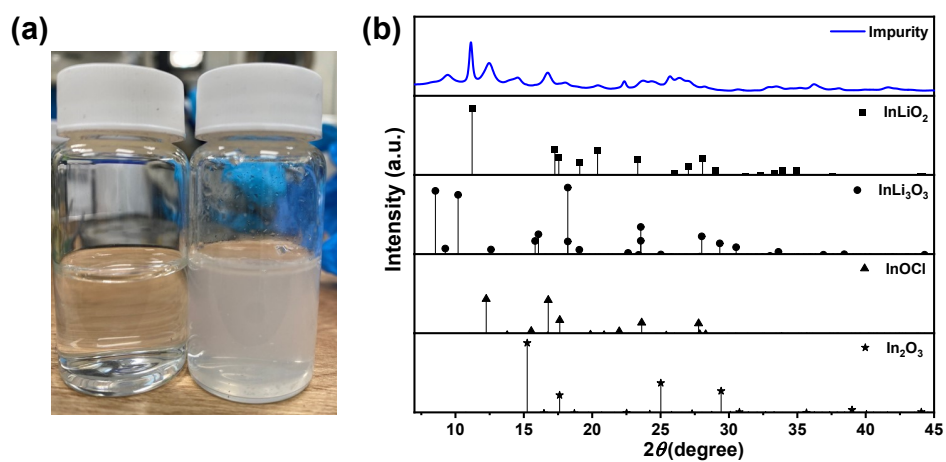 (a)
(b)
Impurity
InLiO₂
InLi₃O₃
InOCl
In₂O₃
Intensity (a.u.)
10 15 20 25 30 35 40 45
2θ(degree)